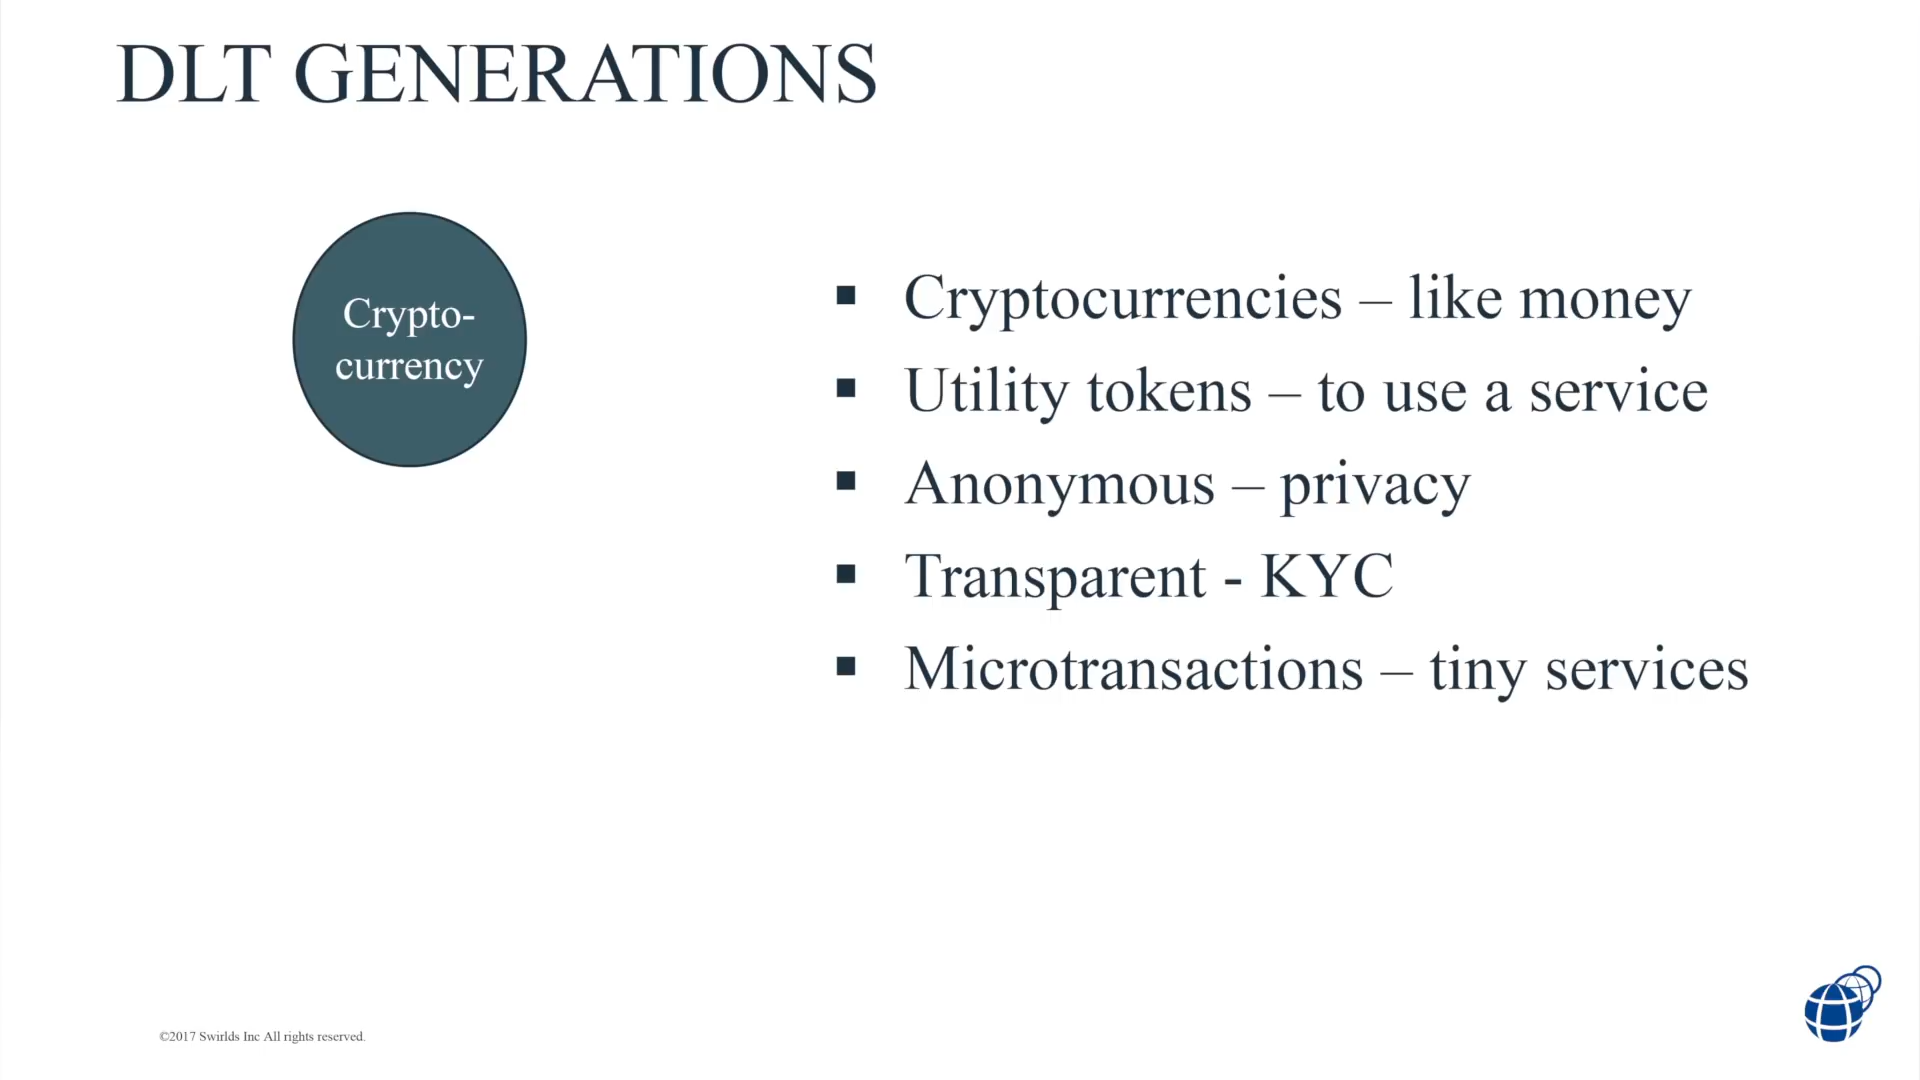 DLT GENERATIONS
Crypto-
currency
▪ Cryptocurrencies – like money
▪ Utility tokens – to use a service
▪ Anonymous – privacy
▪ Transparent - KYC
▪ Microtransactions – tiny services
©2017 Swirlds Inc All rights reserved.